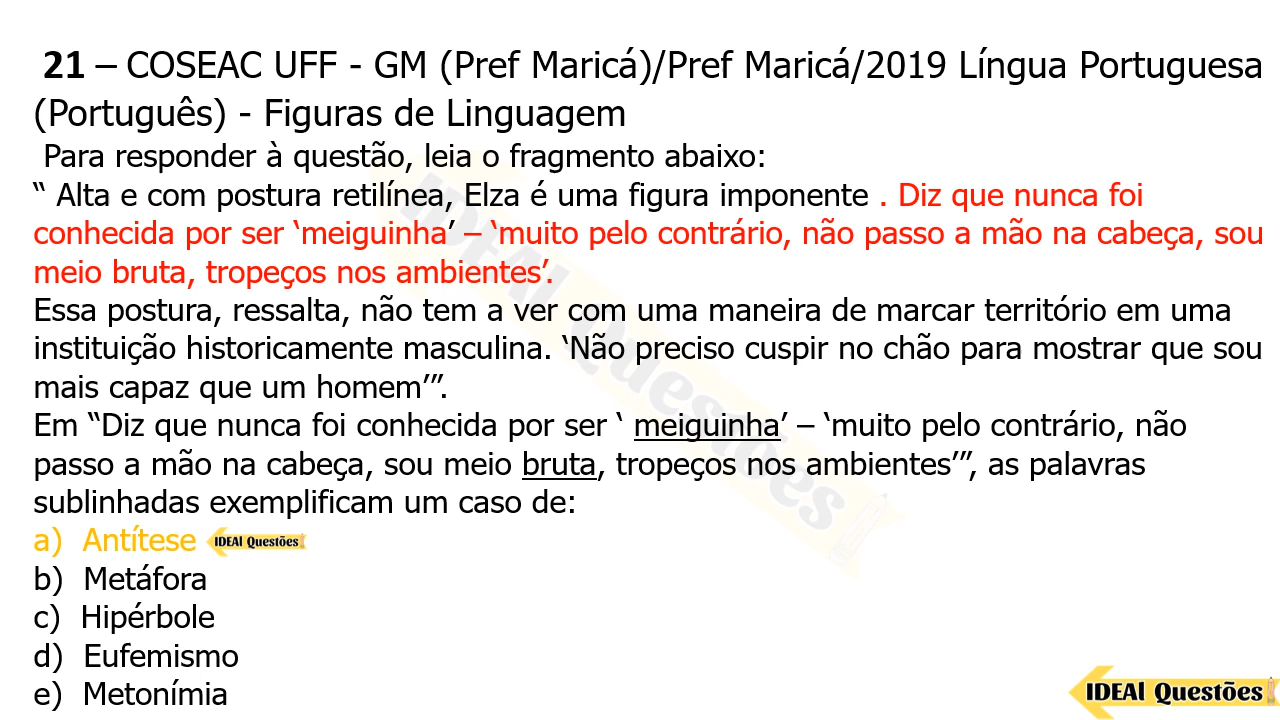 21 – COSEAC UFF - GM (Pref Maricá)/Pref Maricá/2019 Língua Portuguesa
(Português) - Figuras de Linguagem
Para responder à questão, leia o fragmento abaixo:
“ Alta e com postura retilínea, Elza é uma figura imponente . Diz que nunca foi
conhecida por ser ‘meiguinha’ – ‘muito pelo contrário, não passo a mão na cabeça, sou
meio bruta, tropeços nos ambientes’.
Essa postura, ressalta, não tem a ver com uma maneira de marcar território em uma
instituição historicamente masculina. ‘Não preciso cuspir no chão para mostrar que sou
mais capaz que um homem’”.
Em “Diz que nunca foi conhecida por ser ‘ meiguinha’ – ‘muito pelo contrário, não
passo a mão na cabeça, sou meio bruta, tropeços nos ambientes’”, as palavras
sublinhadas exemplificam um caso de:
a) Antítese IDEAl Questões
b) Metáfora
c) Hipérbole
d) Eufemismo
e) Metonímia
IDEAl Questões
IDEAl Questões